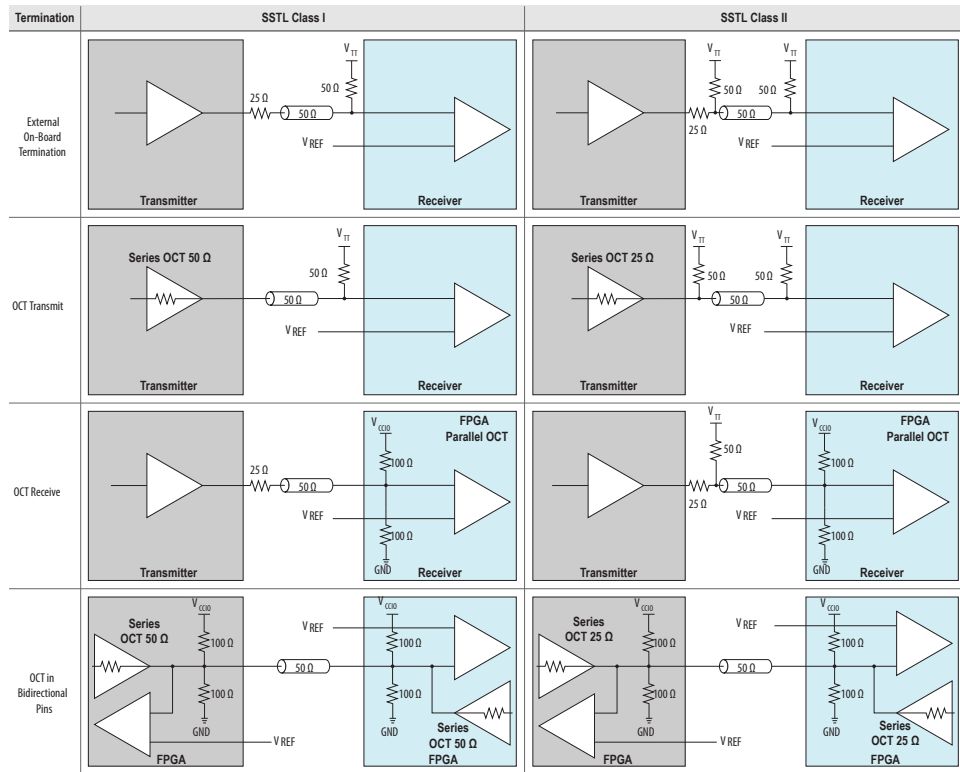 Termination
SSTL Class I
SSTL Class II
External
On-Board
Termination
V TT
50 Ω
25 Ω
50 Ω
V REF
Transmitter
Receiver
V TT
V TT
50 Ω
50 Ω
50 Ω
25 Ω
V REF
Transmitter
Receiver
OCT Transmit
Series OCT 50 Ω
V TT
50 Ω
50 Ω
V REF
Transmitter
Receiver
Series OCT 25 Ω
V TT
V TT
50 Ω
50 Ω
50 Ω
V REF
Transmitter
Receiver
OCT Receive
25 Ω
50 Ω
V REF
V CCIO
FPGA
Parallel OCT
100 Ω
100 Ω
GND
Transmitter
Receiver
V TT
50 Ω
25 Ω
50 Ω
V REF
V CCIO
FPGA
Parallel OCT
100 Ω
100 Ω
GND
Transmitter
Receiver
OCT in
Bidirectional
Pins
Series
OCT 50 Ω
V CCIO
100 Ω
100 Ω
GND
V REF
FPGA
50 Ω
V REF
V CCIO
100 Ω
100 Ω
GND
Series
OCT 50 Ω
FPGA
Series
OCT 25 Ω
V CCIO
100 Ω
100 Ω
GND
V REF
FPGA
50 Ω
V REF
V CCIO
100 Ω
100 Ω
GND
Series
OCT 25 Ω
FPGA